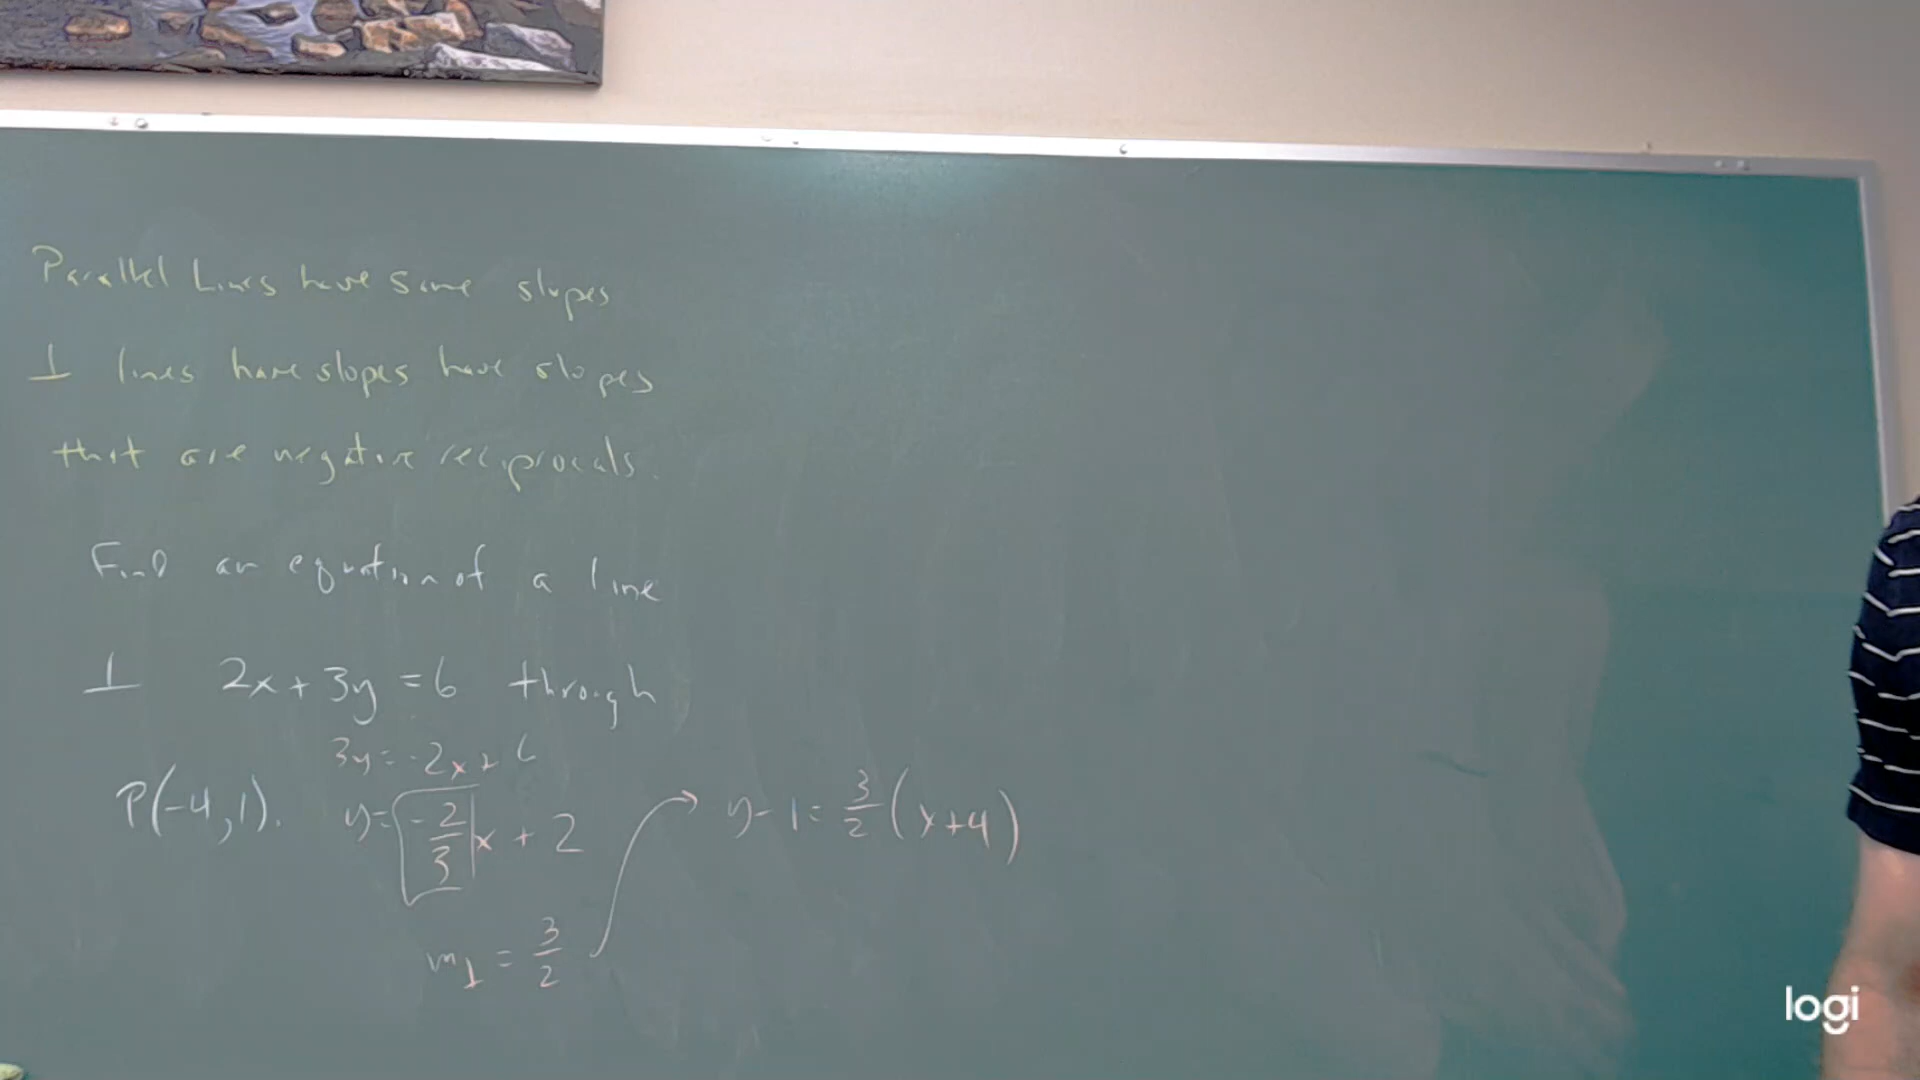 Parallel Lines have same slopes
⊥ lines have slopes have slopes
that are negative reciprocals.
Find an equation of a line
⊥ 2x + 3y = 6 through
P(-4,1).
3y = -2x + 6
y = -2/3 x + 2
m⊥ = 3/2
y - 1 = 3/2 (x+4)
logi